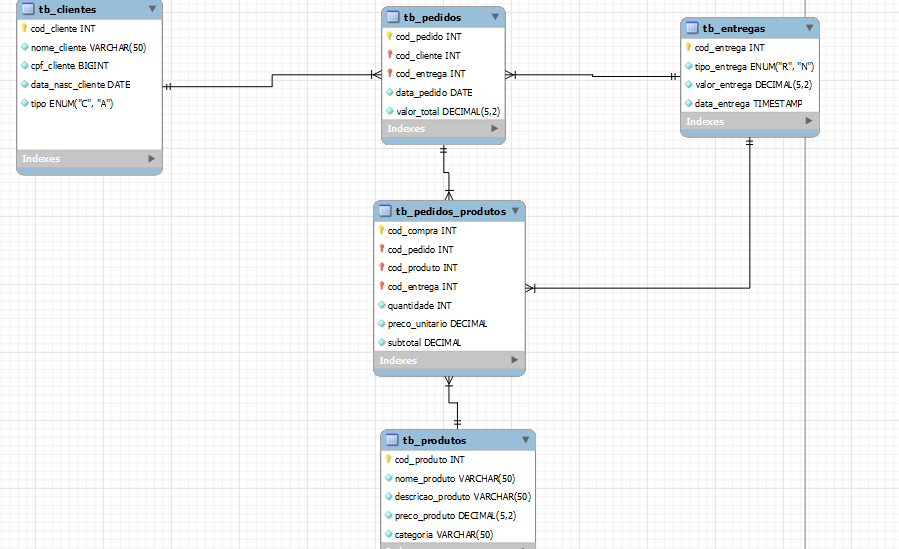 tb_clientes
cod_cliente INT
nome_cliente VARCHAR(50)
cpf_cliente BIGINT
data_nasc_cliente DATE
tipo ENUM("C", "A")
Indexes
tb_pedidos
cod_pedido INT
cod_cliente INT
cod_entrega INT
data_pedido DATE
valor_total DECIMAL(5,2)
Indexes
tb_entregas
cod_entrega INT
tipo_entrega ENUM("R", "N")
valor_entrega DECIMAL(5,2)
data_entrega TIMESTAMP
Indexes
tb_pedidos_produtos
cod_compra INT
cod_pedido INT
cod_produto INT
cod_entrega INT
quantidade INT
preco_unitario DECIMAL
subtotal DECIMAL
Indexes
tb_produtos
cod_produto INT
nome_produto VARCHAR(50)
descricao_produto VARCHAR(50)
preco_produto DECIMAL(5,2)
categoria VARCHAR(50)